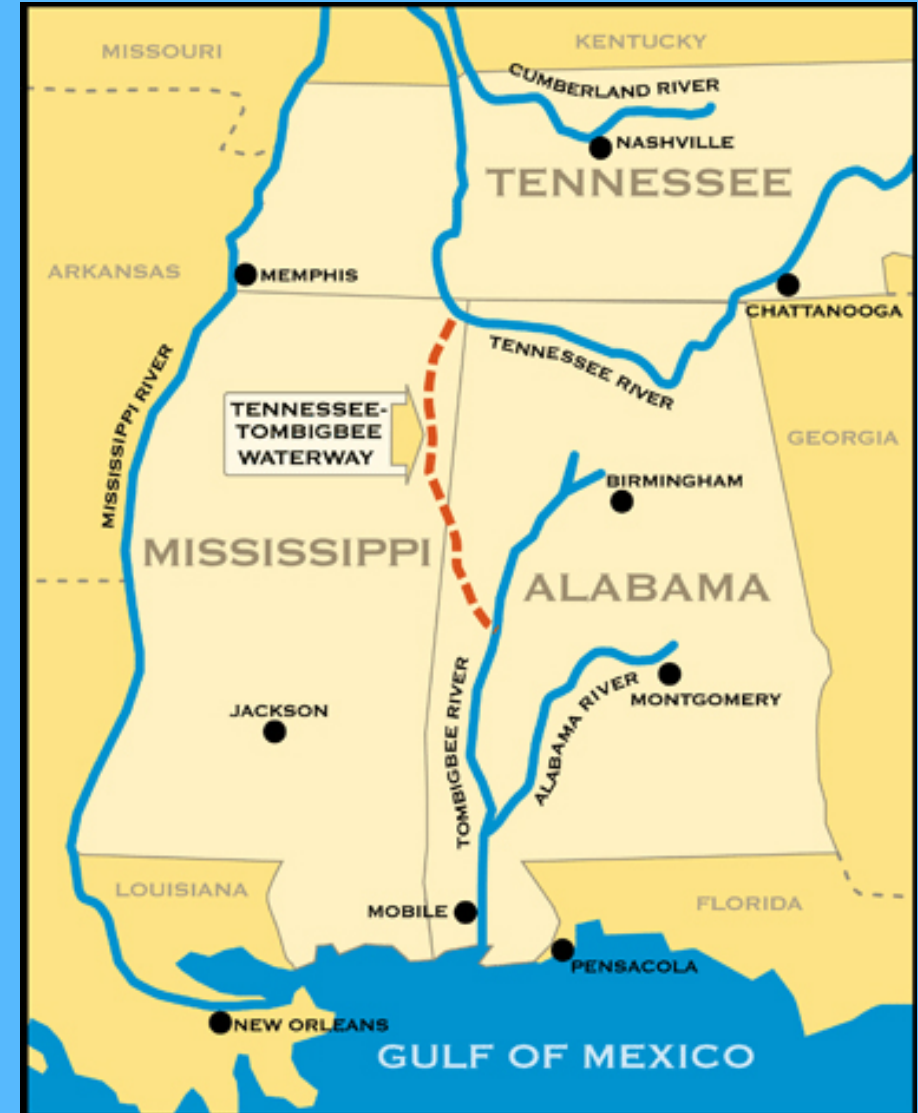 MISSOURI
KENTUCKY
CUMBERLAND RIVER
NASHVILLE
TENNESSEE
ARKANSAS
MEMPHIS
CHATTANOOGA
TENNESSEE RIVER
MISSISSIPPI RIVER
TENNESSEE-
TOMBIGBEE
WATERWAY
GEORGIA
BIRMINGHAM
MISSISSIPPI
ALABAMA
TOMBIGBEE RIVER
ALABAMA RIVER
MONTGOMERY
JACKSON
LOUISIANA
MOBILE
FLORIDA
PENSACOLA
NEW ORLEANS
GULF OF MEXICO